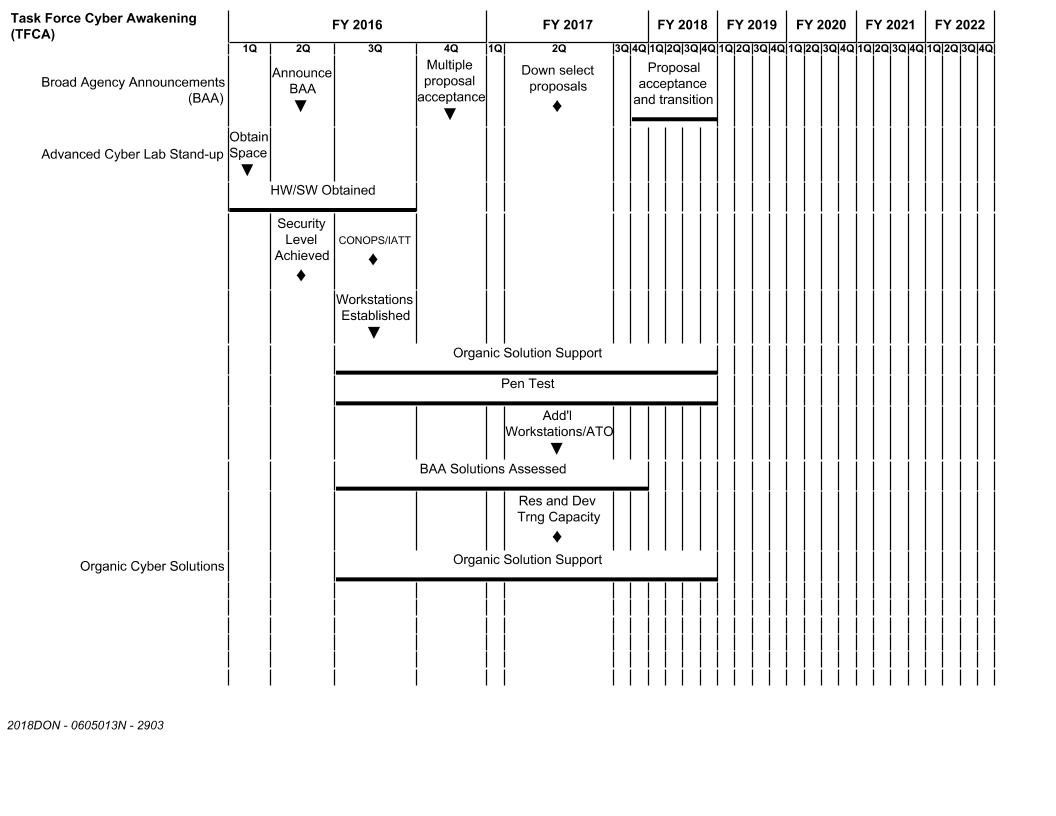 Task Force Cyber Awakening
(TFCA)
FY 2016 FY 2017 FY 2018 FY 2019 FY 2020 FY 2021 FY 2022
1Q 2Q 3Q 4Q 1Q 2Q 3Q 4Q 1Q 2Q 3Q 4Q 1Q 2Q 3Q 4Q 1Q 2Q 3Q 4Q 1Q 2Q 3Q 4Q 1Q 2Q 3Q 4Q
Broad Agency Announcements
(BAA)
Announce
BAA
Multiple
proposal
acceptance
Down select
proposals
Proposal
acceptance
and transition
Advanced Cyber Lab Stand-up
Obtain
Space
HW/SW Obtained
Security
Level
Achieved
CONOPS/IATT
Workstations
Established
Organic Solution Support
Pen Test
Add'l
Workstations/ATO
BAA Solutions Assessed
Res and Dev
Trng Capacity
Organic Cyber Solutions
Organic Solution Support
2018DON - 0605013N - 2903